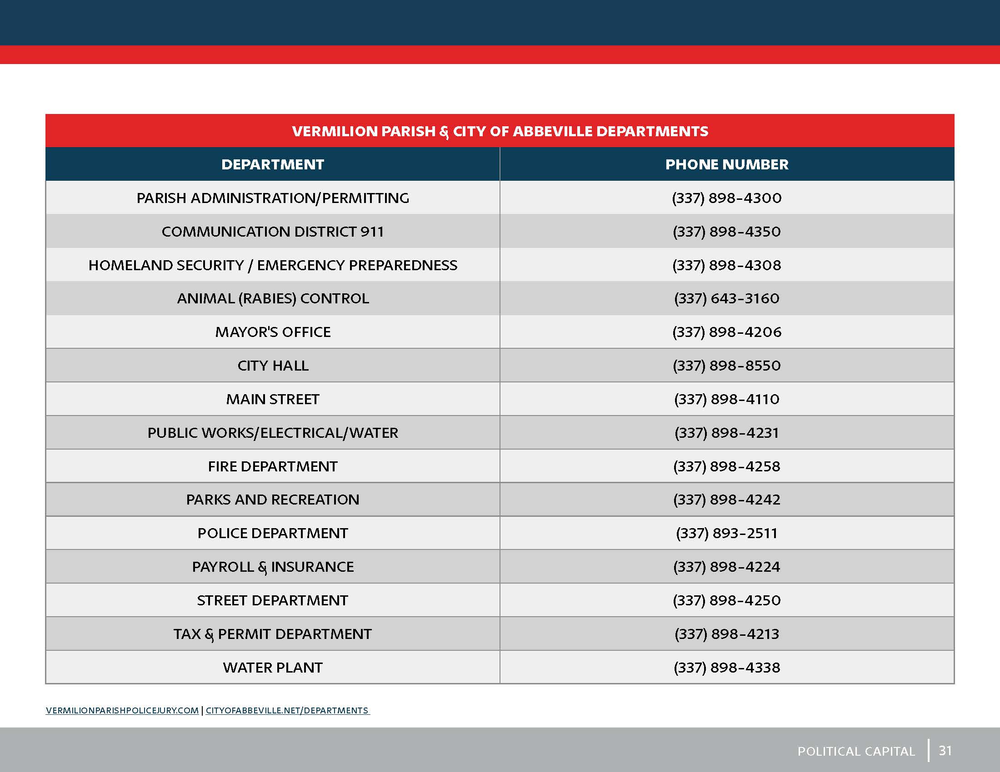 VERMILION PARISH & CITY OF ABBEVILLE DEPARTMENTS
DEPARTMENT PHONE NUMBER
PARISH ADMINISTRATION/PERMITTING (337) 898-4300
COMMUNICATION DISTRICT 911 (337) 898-4350
HOMELAND SECURITY / EMERGENCY PREPAREDNESS (337) 898-4308
ANIMAL (RABIES) CONTROL (337) 643-3160
MAYOR'S OFFICE (337) 898-4206
CITY HALL (337) 898-8550
MAIN STREET (337) 898-4110
PUBLIC WORKS/ELECTRICAL/WATER (337) 898-4231
FIRE DEPARTMENT (337) 898-4258
PARKS AND RECREATION (337) 898-4242
POLICE DEPARTMENT (337) 893-2511
PAYROLL & INSURANCE (337) 898-4224
STREET DEPARTMENT (337) 898-4250
TAX & PERMIT DEPARTMENT (337) 898-4213
WATER PLANT (337) 898-4338
VERMILIONPARISHPOLICEJURY.COM | CITYOFABBEVILLE.NET/DEPARTMENTS
POLITICAL CAPITAL 31